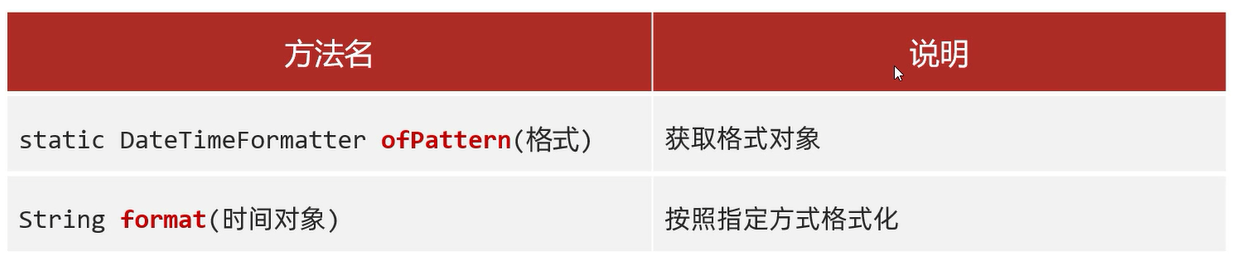 方法名 说明
static DateTimeFormatter ofPattern(格式) 获取格式对象
String format(时间对象) 按照指定方式格式化